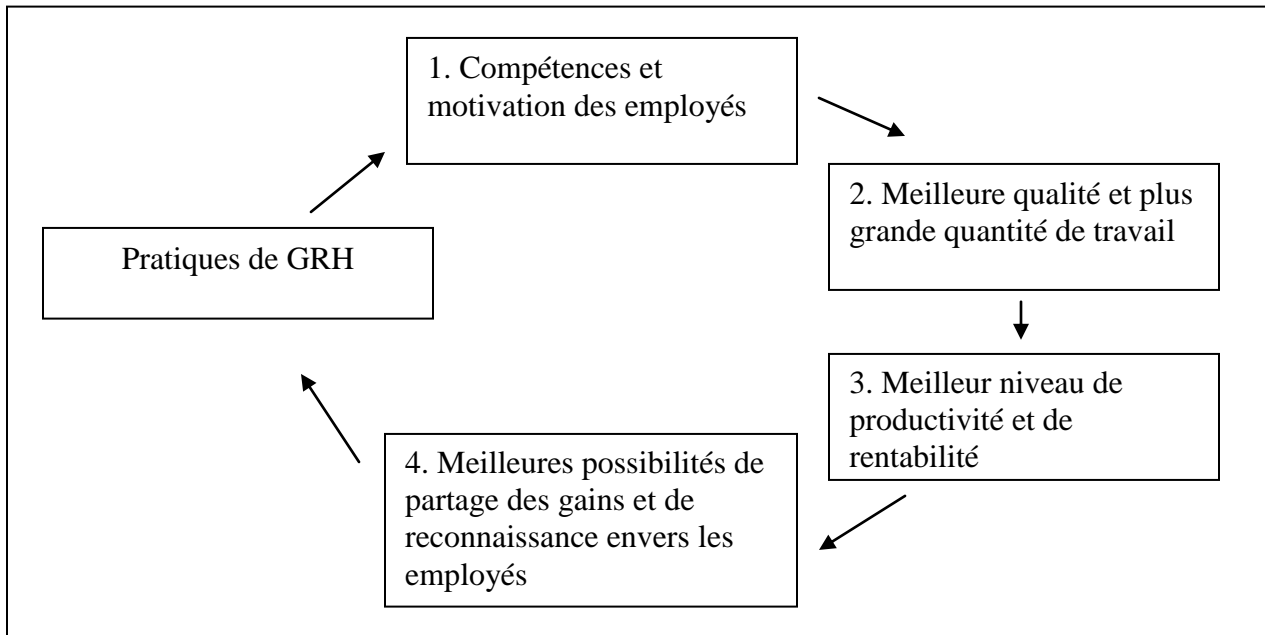 1. Compétences et
motivation des employés
2. Meilleure qualité et plus
grande quantité de travail
Pratiques de GRH
3. Meilleur niveau de
productivité et de
rentabilité
4. Meilleures possibilités de
partage des gains et de
reconnaissance envers les
employés